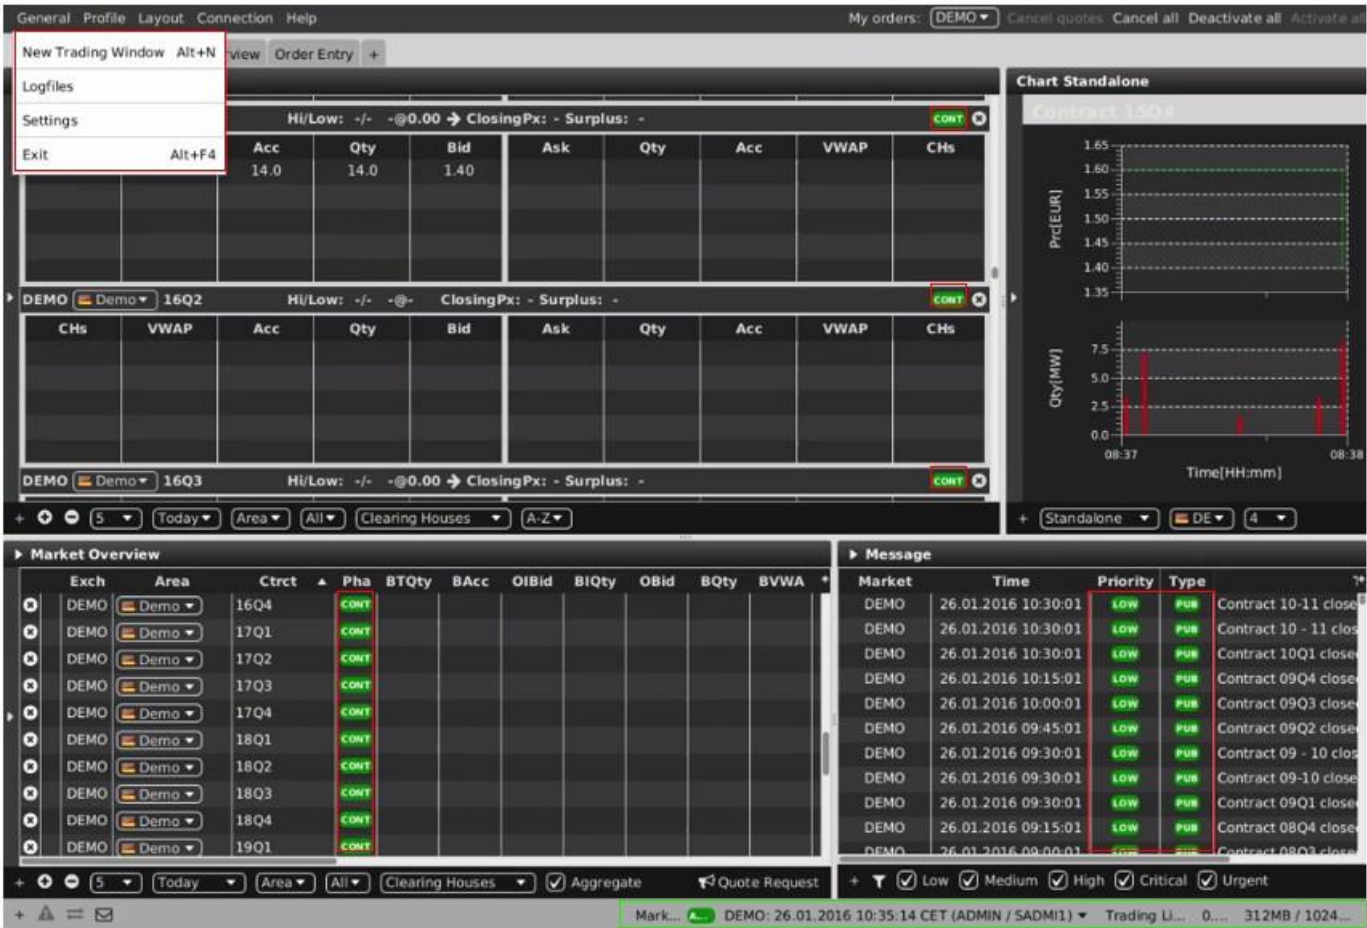 General Profile Layout Connection Help
My orders: DEMO Cancel quotes Cancel all Deactivate all Activate
New Trading Window Alt+N
Logfiles
Settings
Exit Alt+F4
Order Entry +
Hi/Low: -/- -@0.00 → ClosingPx: - Surplus: - CONT
Acc Qty Bid Ask Qty Acc VWAP CHs
14.0 14.0 1.40
DEMO Demo 16Q2 Hi/Low: -/- -@- ClosingPx: - Surplus: - CONT
CHs VWAP Acc Qty Bid Ask Qty Acc VWAP CHs
DEMO Demo 16Q3 Hi/Low: -/- -@0.00 → ClosingPx: - Surplus: - CONT
+ 5 Today Area All Clearing Houses A-Z
Chart Standalone
Contract 15Q4
Prc[EUR]
1.65
1.60
1.55
1.50
1.45
1.40
1.35
Qty[MW]
7.5
5.0
2.5
0.0
08:37 08:38
Time[HH:mm]
+ Standalone DE 4
Market Overview
Exch Area Ctrct Pha BTQty BAcc OIBid BIQty OBid BQty BVWA
DEMO Demo 16Q4 CONT
DEMO Demo 17Q1 CONT
DEMO Demo 17Q2 CONT
DEMO Demo 17Q3 CONT
DEMO Demo 17Q4 CONT
DEMO Demo 18Q1 CONT
DEMO Demo 18Q2 CONT
DEMO Demo 18Q3 CONT
DEMO Demo 18Q4 CONT
DEMO Demo 19Q1 CONT
+ 5 Today Area All Clearing Houses Aggregate Quote Request
Message
Market Time Priority Type
DEMO 26.01.2016 10:30:01 LOW PUB Contract 10-11 close
DEMO 26.01.2016 10:30:01 LOW PUB Contract 10 - 11 clos
DEMO 26.01.2016 10:30:01 LOW PUB Contract 10Q1 close
DEMO 26.01.2016 10:15:01 LOW PUB Contract 09Q4 close
DEMO 26.01.2016 10:00:01 LOW PUB Contract 09Q3 close
DEMO 26.01.2016 09:45:01 LOW PUB Contract 09Q2 close
DEMO 26.01.2016 09:30:01 LOW PUB Contract 09 - 10 clos
DEMO 26.01.2016 09:30:01 LOW PUB Contract 09-10 close
DEMO 26.01.2016 09:30:01 LOW PUB Contract 09Q1 close
DEMO 26.01.2016 09:15:01 LOW PUB Contract 08Q4 close
DEMO 26.01.2016 09:00:01 Contract 08Q3 close
+ Low Medium High Critical Urgent
+ Mark... A... DEMO: 26.01.2016 10:35:14 CET (ADMIN / SADMI1) Trading Li... 0.... 312MB / 1024...